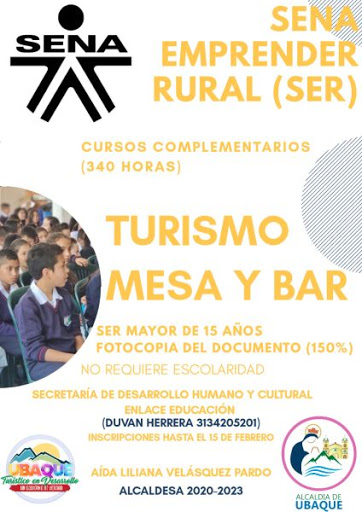 SENA
SENA
EMPRENDER
RURAL (SER)
CURSOS COMPLEMENTARIOS
(340 HORAS)
TURISMO
MESA Y BAR
SER MAYOR DE 15 AÑOS
FOTOCOPIA DEL DOCUMENTO (150%)
NO REQUIERE ESCOLARIDAD
SECRETARÍA DE DESARROLLO HUMANO Y CULTURAL
ENLACE EDUCACIÓN
(DUVAN HERRERA 3134205201)
INSCRIPCIONES HASTA EL 15 DE FEBRERO
UBAQUE
Turístico en Desarrollo
AÍDA LILIANA VELÁSQUEZ PARDO
ALCALDESA 2020-2023
ALCALDIA DE
UBAQUE